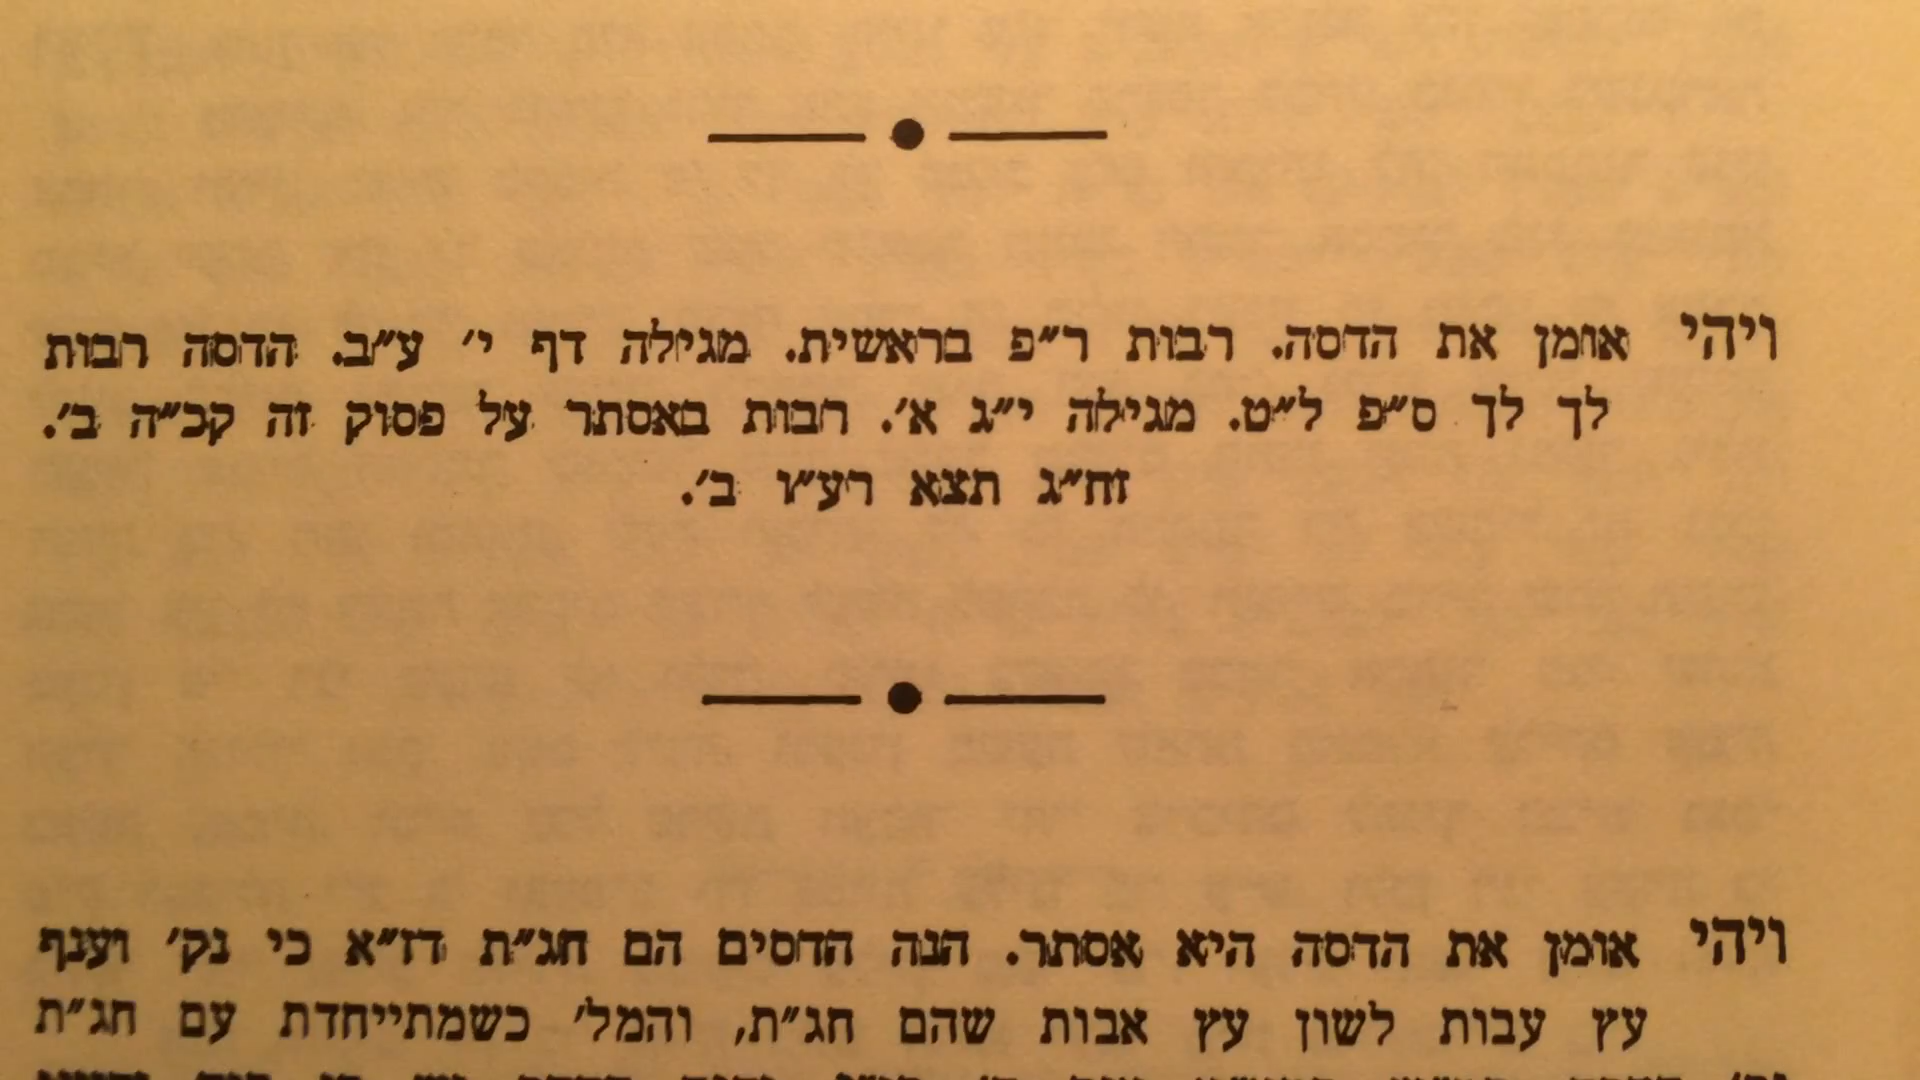 ויהי אומן את הדסה. רבות ר״פ בראשית. מגילה דף י׳ ע״ב. הדסה רבות
לך לך ס״פ ל״ט. מגילה י״ג א׳. רבות באסתר על פסוק זה קכ״ה ב׳.
זח״ג תצא רע״ו ב׳.
ויהי אומן את הדסה היא אסתר. הנה הדסים הם חג״ת דז״א כי נק׳ וענף
עץ עבות לשון עץ אבות שהם חג״ת, והמל׳ כשמתייחדת עם חג״ת